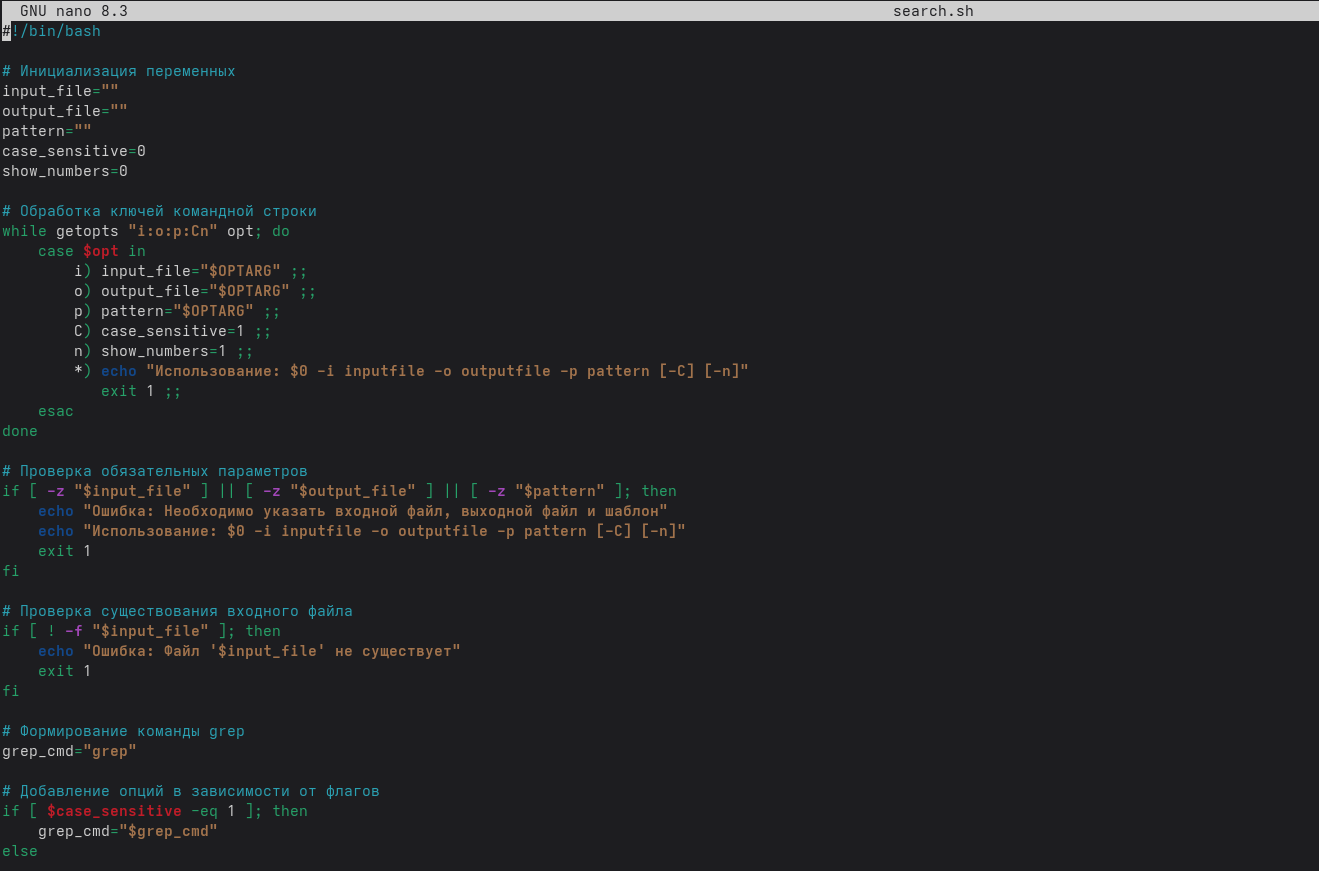 GNU nano 8.3 search.sh
#!/bin/bash
# Инициализация переменных
input_file=""
output_file=""
pattern=""
case_sensitive=0
show_numbers=0
# Обработка ключей командной строки
while getopts "i:o:p:Cn" opt; do
    case $opt in
        i) input_file="$OPTARG" ;;
        o) output_file="$OPTARG" ;;
        p) pattern="$OPTARG" ;;
        C) case_sensitive=1 ;;
        n) show_numbers=1 ;;
        *) echo "Использование: $0 -i inputfile -o outputfile -p pattern [-C] [-n]"
           exit 1 ;;
    esac
done
# Проверка обязательных параметров
if [ -z "$input_file" ] || [ -z "$output_file" ] || [ -z "$pattern" ]; then
    echo "Ошибка: Необходимо указать входной файл, выходной файл и шаблон"
    echo "Использование: $0 -i inputfile -o outputfile -p pattern [-C] [-n]"
    exit 1
fi
# Проверка существования входного файла
if [ ! -f "$input_file" ]; then
    echo "Ошибка: Файл '$input_file' не существует"
    exit 1
fi
# Формирование команды grep
grep_cmd="grep"
# Добавление опций в зависимости от флагов
if [ $case_sensitive -eq 1 ]; then
    grep_cmd="$grep_cmd"
else